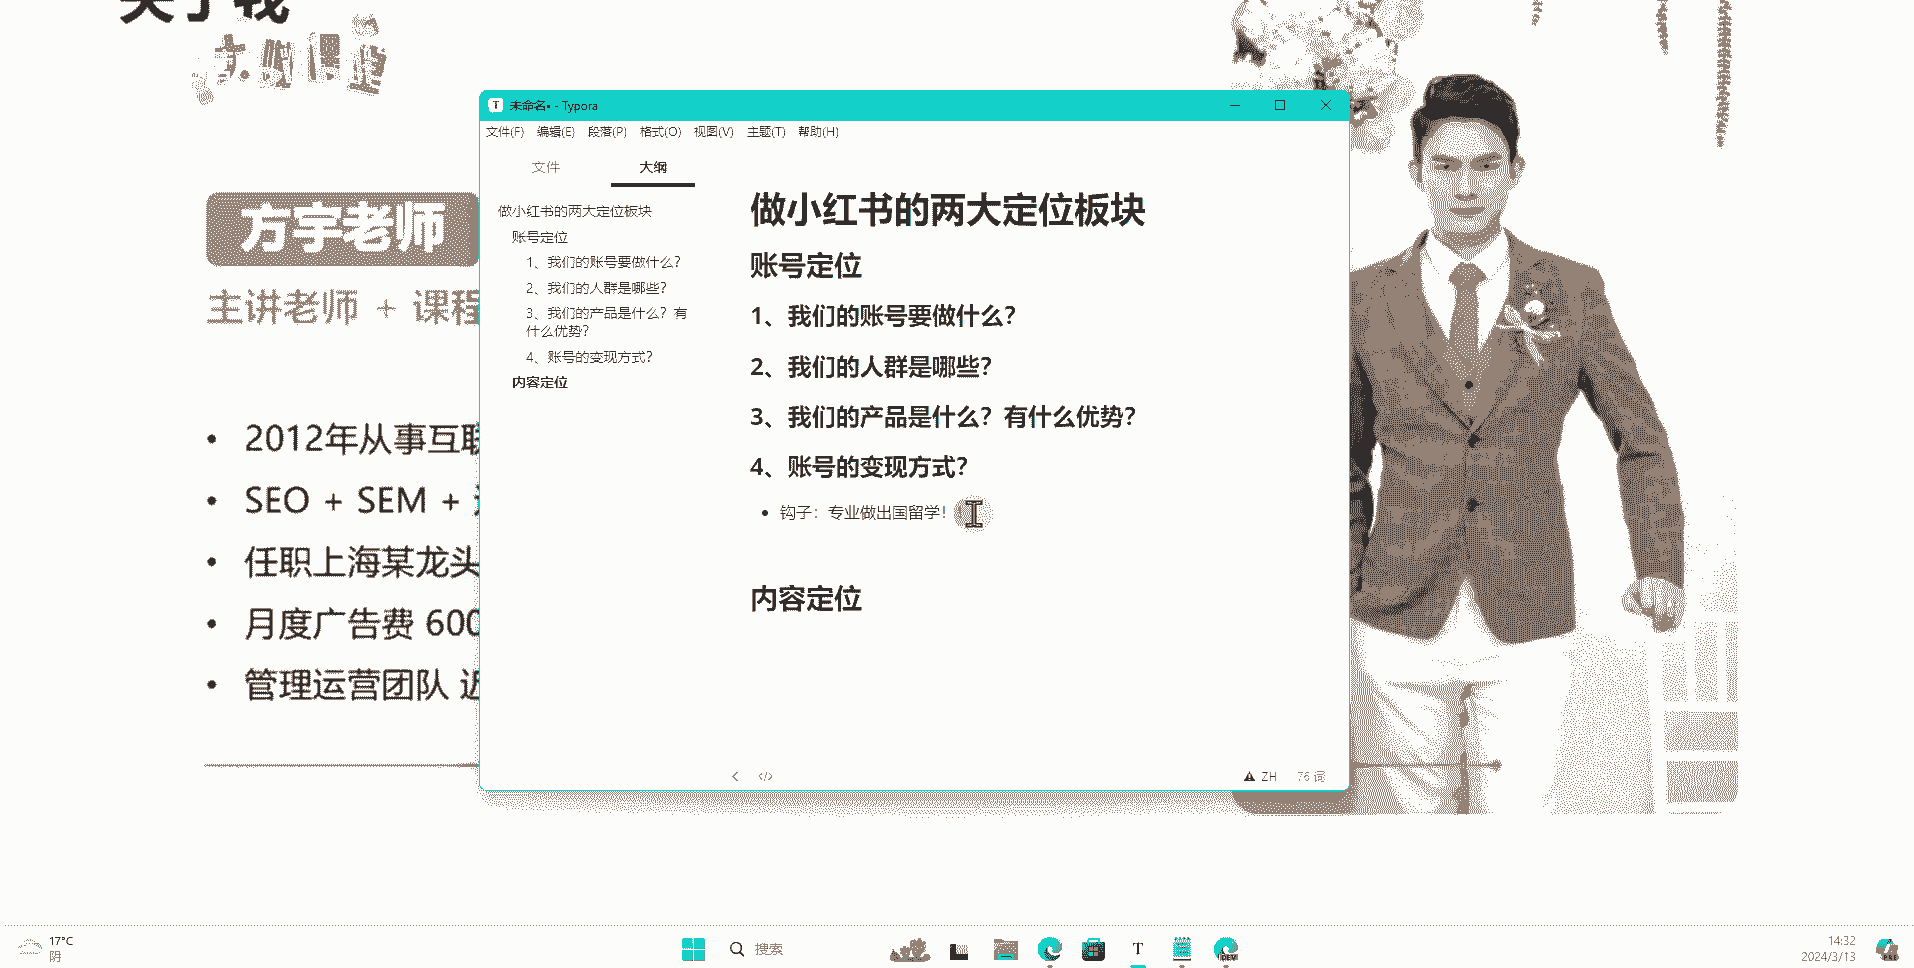 关于我
未命名• - Typora
文件(F) 编辑(E) 段落(P) 格式(O) 视图(V) 主题(T) 帮助(H)
文件 大纲
做小红书的两大定位板块
账号定位
1、我们的账号要做什么？
2、我们的人群是哪些？
3、我们的产品是什么？有
什么优势？
4、账号的变现方式？
内容定位
做小红书的两大定位板块
账号定位
1、我们的账号要做什么？
2、我们的人群是哪些？
3、我们的产品是什么？有什么优势？
4、账号的变现方式？
钩子：专业做出国留学！
内容定位
ZH 76 词
方宇老师
主讲老师 + 课程
• 2012年从事互联
• SEO + SEM +
• 任职上海某龙头
• 月度广告费 600
• 管理运营团队 近
17°C
阴
搜索
14:32
2024/3/13